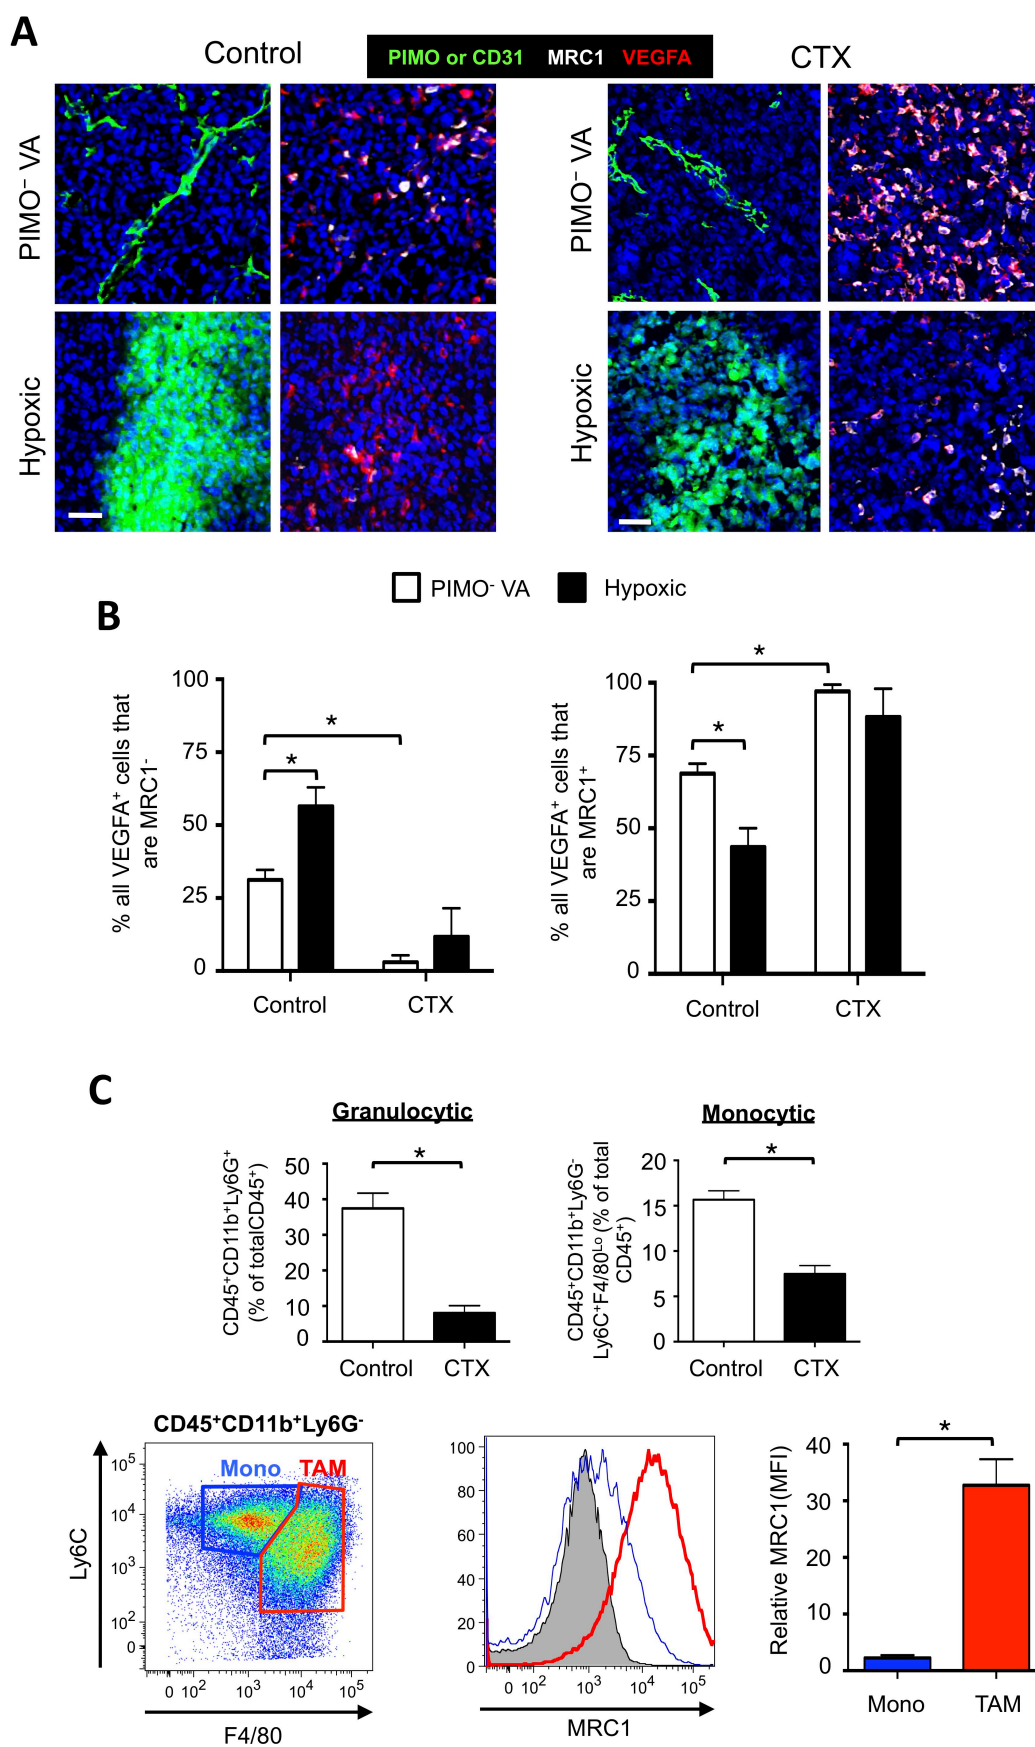 A
Control
PIMO or CD31 MRC1 VEGFA
CTX
PIMO⁻ VA
PIMO⁻ VA
Hypoxic
Hypoxic
PIMO⁻ VA
Hypoxic
B
% all VEGFA⁺ cells that
are MRC1⁻
100
75
50
25
0
*
*
Control
CTX
% all VEGFA⁺ cells that
are MRC1⁺
100
75
50
25
0
*
*
Control
CTX
C
Granulocytic
CD45⁺CD11b⁺Ly6G⁺
(% of totalCD45⁺)
50
40
30
20
10
0
*
Control
CTX
Monocytic
CD45⁺CD11b⁺Ly6G⁻
Ly6C⁺F4/80ᴸᵒ (% of total
CD45⁺)
20
15
10
5
0
*
Control
CTX
CD45⁺CD11b⁺Ly6G⁻
Mono TAM
Ly6C
10⁵
10⁴
10³
10²
0
0 10² 10³ 10⁴ 10⁵
F4/80
100
80
60
40
20
0
0 10² 10³ 10⁴ 10⁵
MRC1
Relative MRC1(MFI)
40
30
20
10
0
*
Mono
TAM